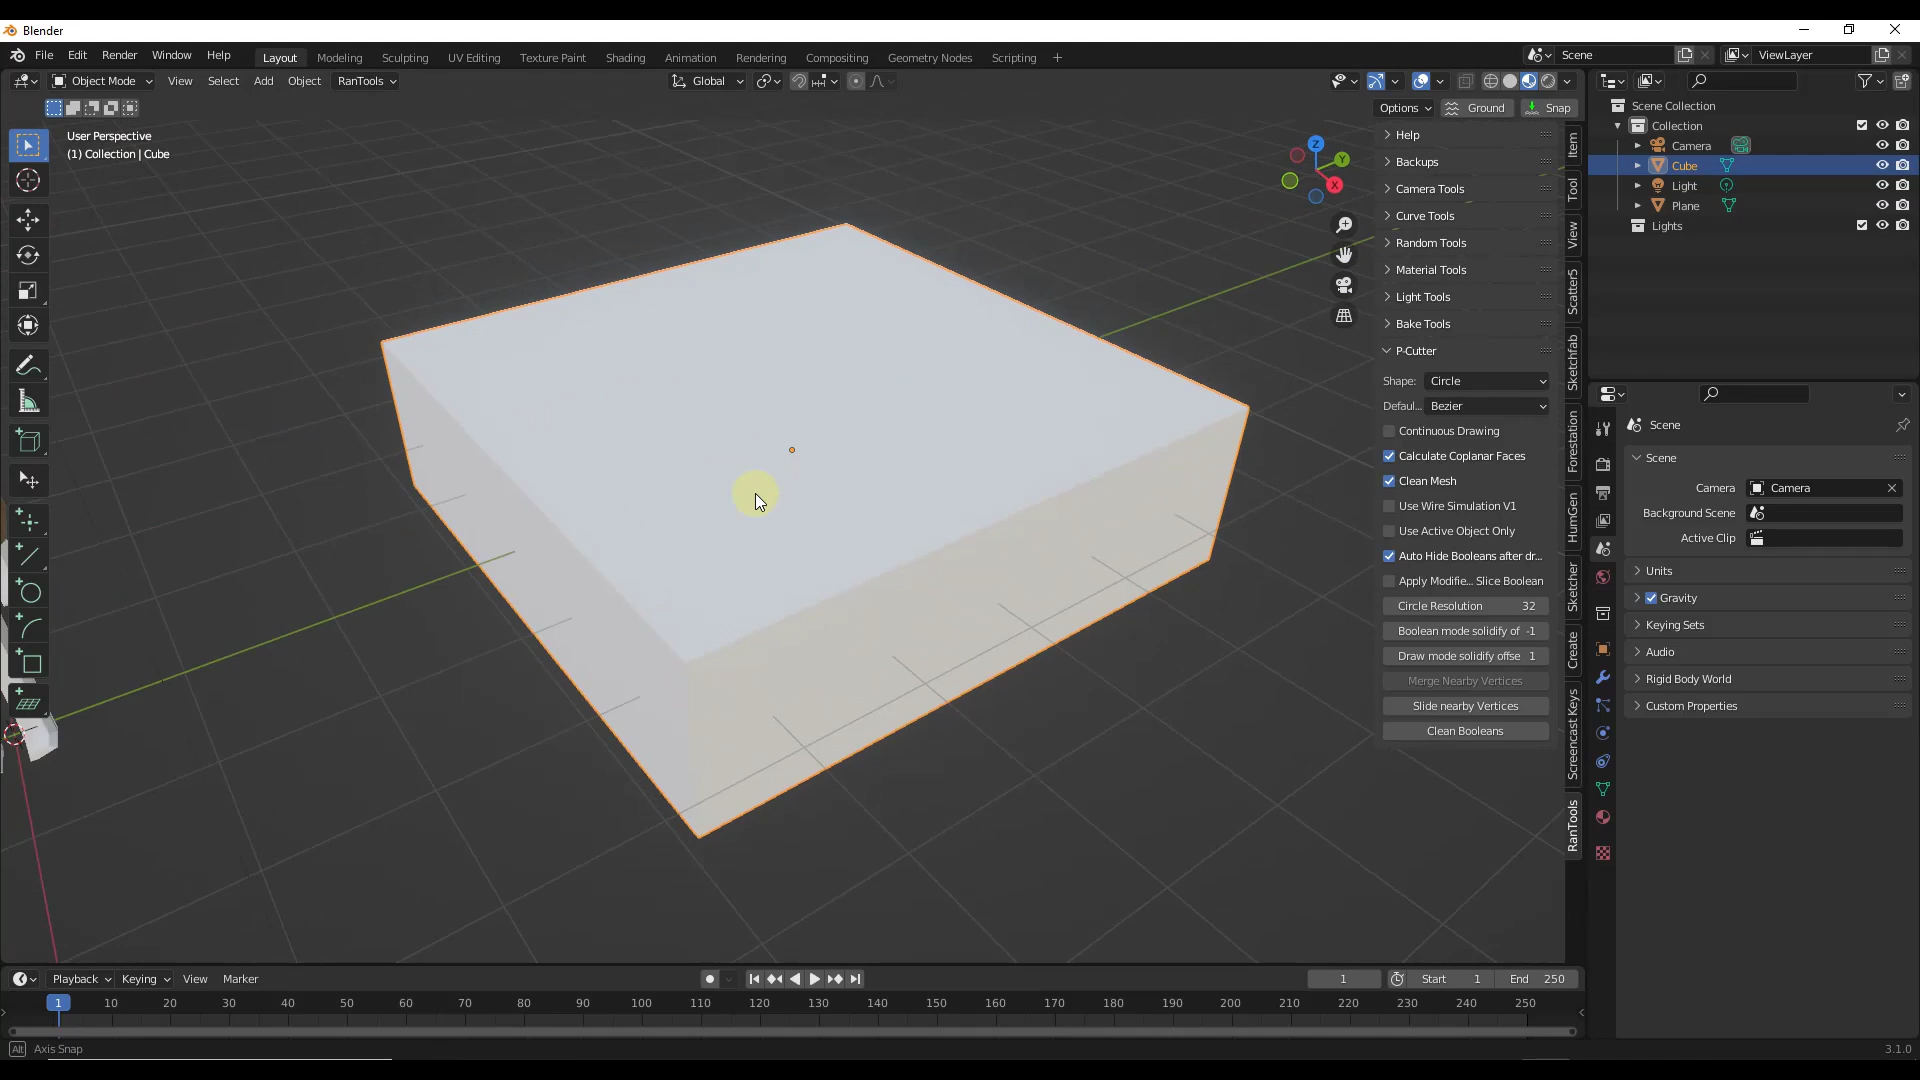 Blender
File Edit Render Window Help Layout Modeling Sculpting UV Editing Texture Paint Shading Animation Rendering Compositing Geometry Nodes Scripting + Scene ViewLayer
Object Mode View Select Add Object RanTools Global
Options Ground Snap
User Perspective
(1) Collection | Cube
Z
Y
X
Help
Backups
Camera Tools
Curve Tools
Random Tools
Material Tools
Light Tools
Bake Tools
P-Cutter
Shape: Circle
Defaul... Bezier
Continuous Drawing
Calculate Coplanar Faces
Clean Mesh
Use Wire Simulation V1
Use Active Object Only
Auto Hide Booleans after dr...
Apply Modifie... Slice Boolean
Circle Resolution 32
Boolean mode solidify of -1
Draw mode solidify offse 1
Merge Nearby Vertices
Slide nearby Vertices
Clean Booleans
Item
Tool
View
Scatter5
Sketchfab
Forestation
HumGen
Sketcher
Create
Screencast Keys
RanTools
Scene Collection
Collection
Camera
Cube
Light
Plane
Lights
Scene
Scene
Camera Camera
Background Scene
Active Clip
Units
Gravity
Keying Sets
Audio
Rigid Body World
Custom Properties
Playback Keying View Marker 1 Start 1 End 250
1 10 20 30 40 50 60 70 80 90 100 110 120 130 140 150 160 170 180 190 200 210 220 230 240 250
Alt Axis Snap 3.1.0